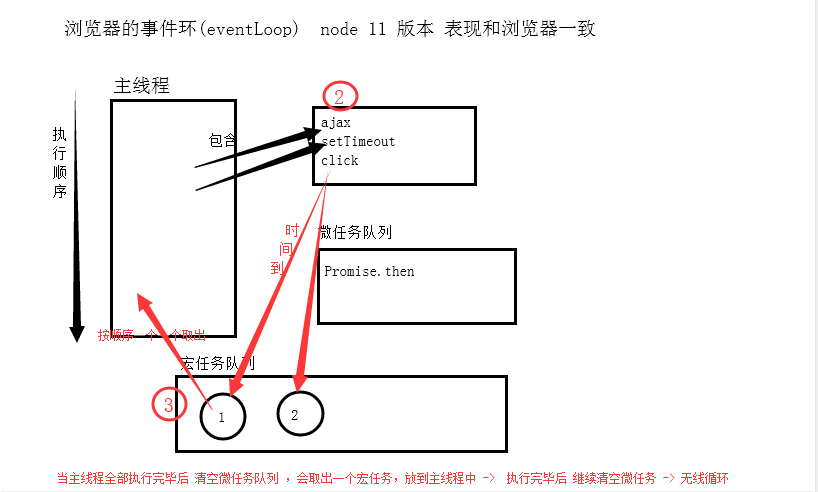 浏览器的事件环(eventLoop) node 11 版本 表现和浏览器一致
主线程
执行顺序
包含
②
ajax
setTimeout
click
时间到
微任务队列
Promise.then
按顺序一个一个取出
宏任务队列
③
1
2
当主线程全部执行完毕后 清空微任务队列 ，会取出一个宏任务，放到主线程中 -> 执行完毕后 继续清空微任务 -> 无线循环